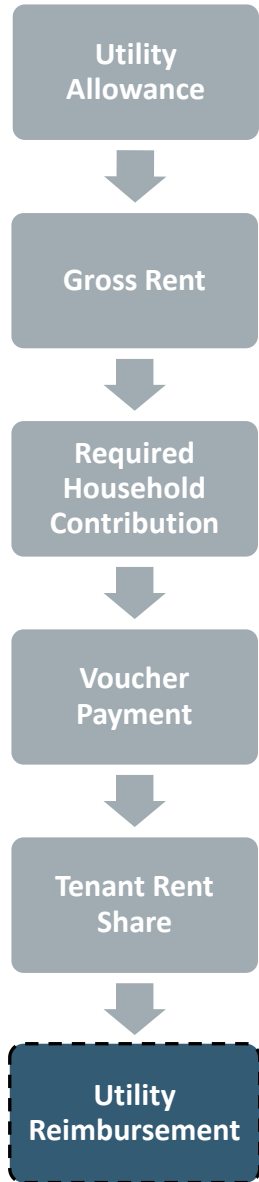 Utility
Allowance
Gross Rent
Required
Household
Contribution
Voucher
Payment
Tenant Rent
Share
Utility
Reimbursement